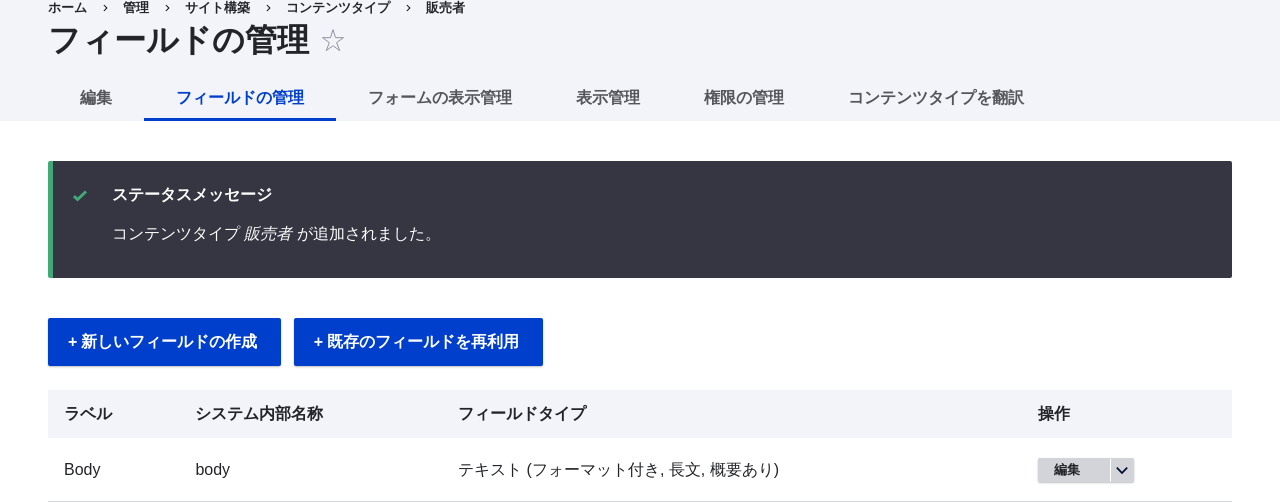 ホーム > 管理 > サイト構築 > コンテンツタイプ > 販売者
フィールドの管理 ☆
編集 フィールドの管理 フォームの表示管理 表示管理 権限の管理 コンテンツタイプを翻訳
ステータスメッセージ
コンテンツタイプ 販売者 が追加されました。
+ 新しいフィールドの作成 + 既存のフィールドを再利用
ラベル システム内部名称 フィールドタイプ 操作
Body body テキスト (フォーマット付き, 長文, 概要あり) 編集